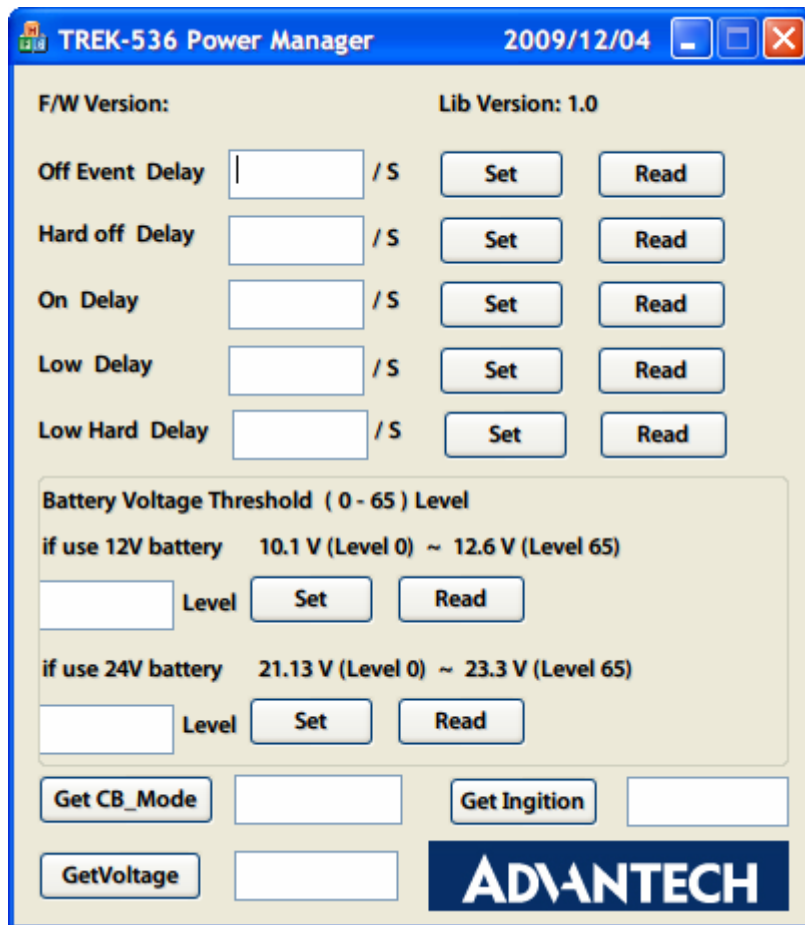 TREK-536 Power Manager 2009/12/04
F/W Version: Lib Version: 1.0
Off Event Delay / S Set Read
Hard off Delay / S Set Read
On Delay / S Set Read
Low Delay / S Set Read
Low Hard Delay / S Set Read
Battery Voltage Threshold ( 0 - 65 ) Level
if use 12V battery 10.1 V (Level 0) ~ 12.6 V (Level 65)
Level Set Read
if use 24V battery 21.13 V (Level 0) ~ 23.3 V (Level 65)
Level Set Read
Get CB_Mode Get Ingition
GetVoltage ADVANTECH